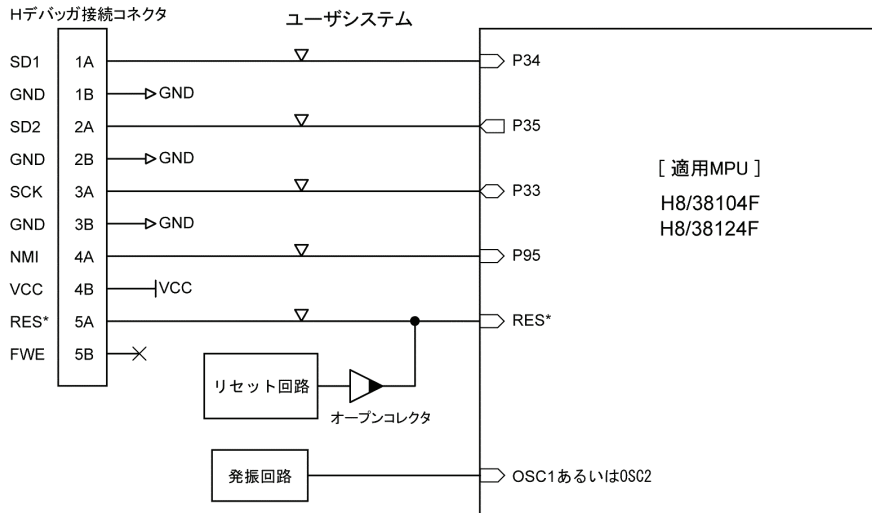 Hデバッガ接続コネクタ
ユーザシステム
SD1 1A P34
GND 1B GND
SD2 2A P35
GND 2B GND
[ 適用MPU ]
SCK 3A P33
H8/38104F
GND 3B GND
H8/38124F
NMI 4A P95
VCC 4B VCC
RES* 5A RES*
FWE 5B
リセット回路
オープンコレクタ
発振回路
OSC1あるいはOSC2